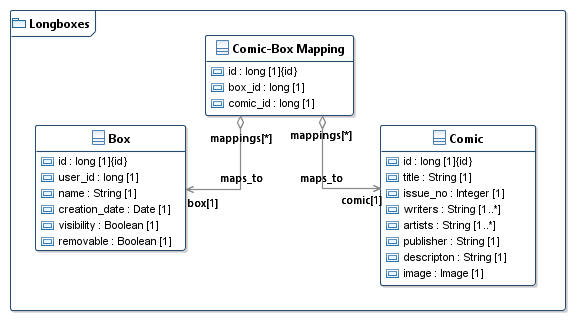 Longboxes
Comic-Box Mapping
id : long [1]{id}
box_id : long [1]
comic_id : long [1]
mappings[*]
mappings[*]
Box
id : long [1]{id}
user_id : long [1]
name : String [1]
creation_date : Date [1]
visibility : Boolean [1]
removable : Boolean [1]
maps_to
box[1]
maps_to
comic[1]
Comic
id : long [1]{id}
title : String [1]
issue_no : Integer [1]
writers : String [1..*]
artists : String [1..*]
publisher : String [1]
descripton : String [1]
image : Image [1]